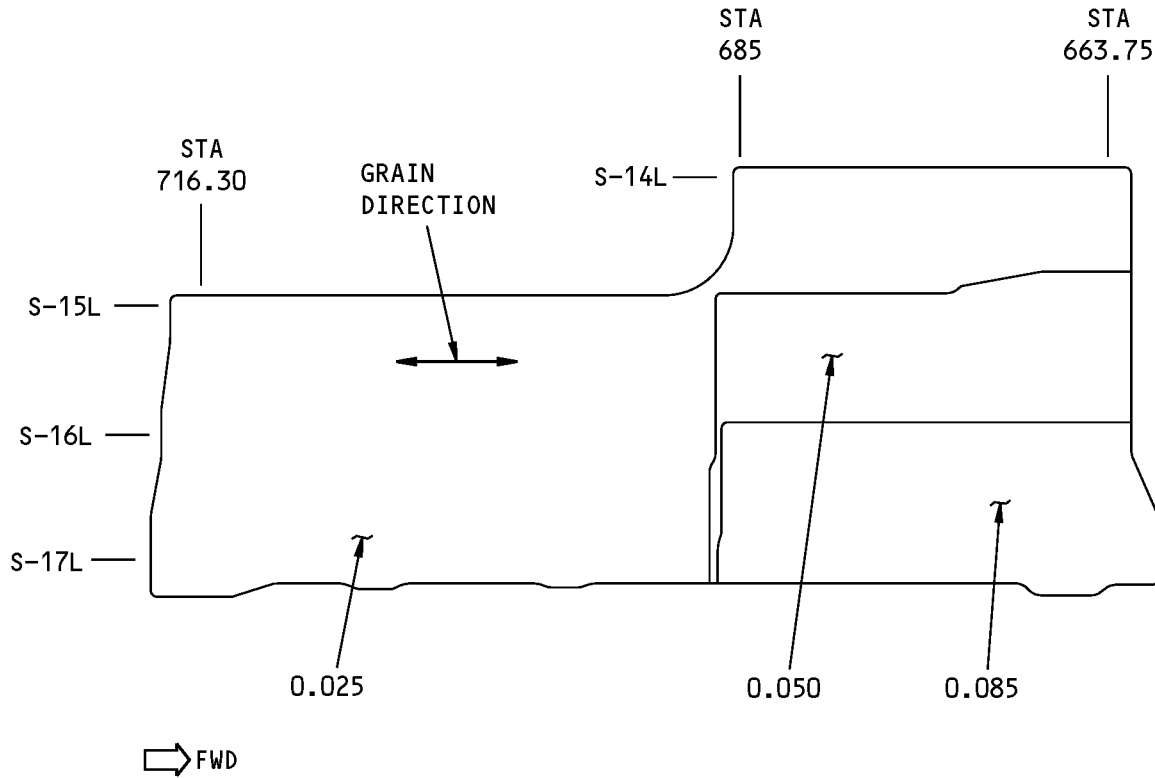 STA
685
STA
663.75
STA
716.30
GRAIN
DIRECTION
S-14L
S-15L
S-16L
S-17L
0.025
0.050
0.085
FWD